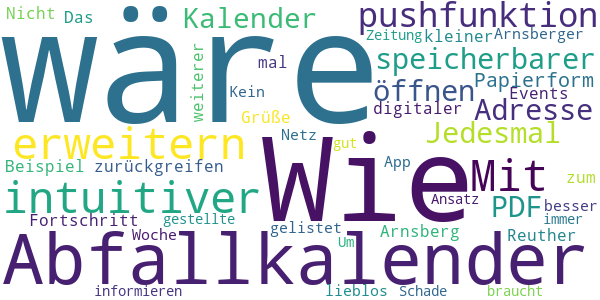 Nicht Das Kalender pushfunktion
wäre Zeitung kleiner Arnsberger
weiterer mal speicherbarer
Kein öffnen Papierform Events
Grüße digitaler Adresse
erweitern Wie Netz gut Jedesmal
Beispiel zurückgreifen App Mit zum
intuitiver Ansatz PDF besser
Fortschritt gestellte gelistet immer
Woche Um Arnsberg Reuther
Abfallkalender
informieren lieblos Schade braucht